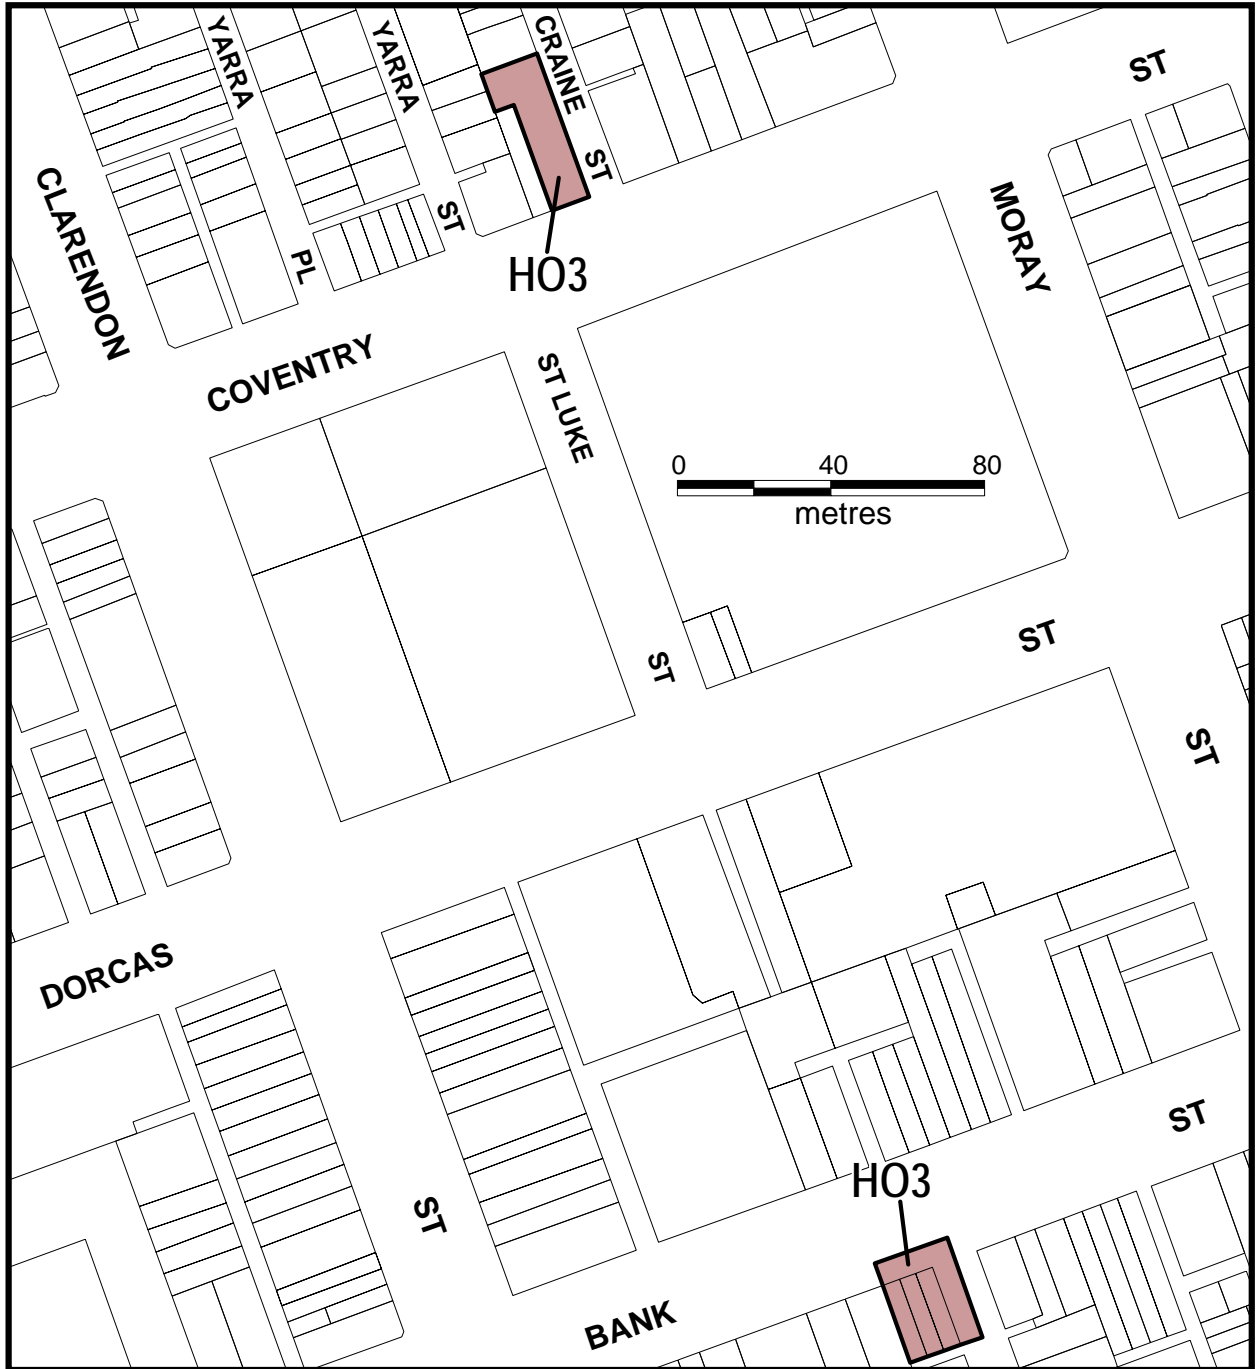 YARRA
YARRA
CRAINE
ST
ST
CLARENDON
MORAY
ST
PL
HO3
COVENTRY
ST LUKE
0 40 80
metres
ST
ST
ST
DORCAS
ST
HO3
ST
BANK